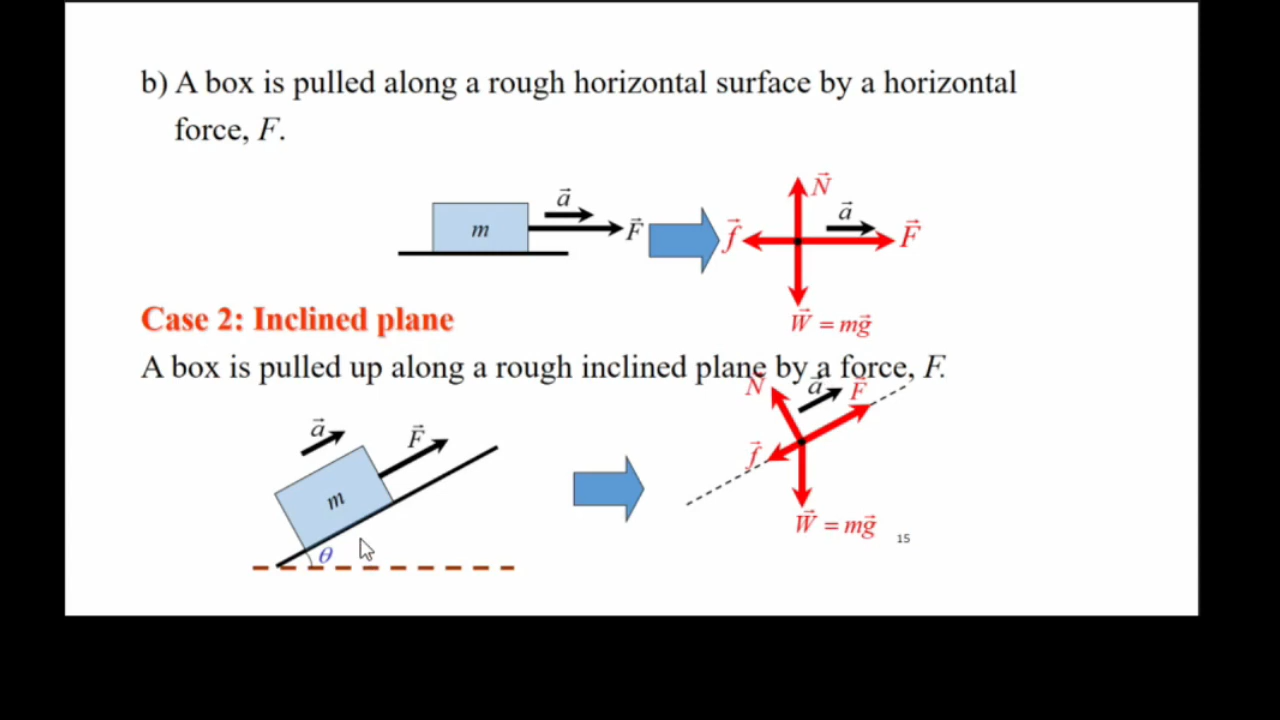 b) A box is pulled along a rough horizontal surface by a horizontal
force, F.
m
a⃗
F⃗
N⃗
a⃗
f⃗
F⃗
W⃗ = mg⃗
Case 2: Inclined plane
A box is pulled up along a rough inclined plane by a force, F.
a⃗
F⃗
m
θ
N⃗
a⃗
F⃗
f⃗
W⃗ = mg⃗
15